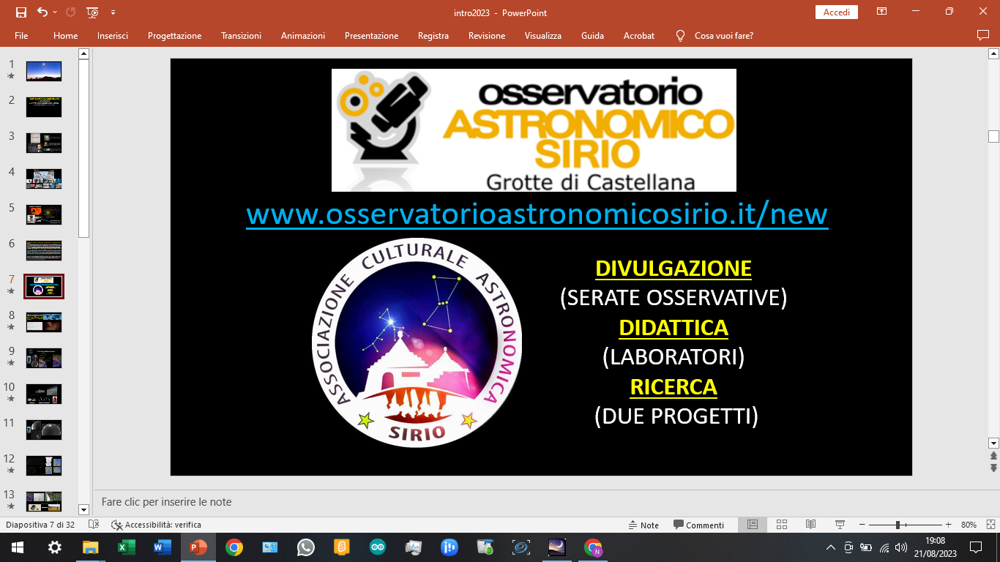 intro2023 - PowerPoint
Accedi
File Home Inserisci Progettazione Transizioni Animazioni Presentazione Registra Revisione Visualizza Guida Acrobat Cosa vuoi fare?
1
2
3
4
5
6
7
8
9
10
11
12
13
osservatorio
ASTRONOMICO
SIRIO
Grotte di Castellana
www.osservatorioastronomicosirio.it/new
ASSOCIAZIONE CULTURALE ASTRONOMICA
SIRIO
DIVULGAZIONE
(SERATE OSSERVATIVE)
DIDATTICA
(LABORATORI)
RICERCA
(DUE PROGETTI)
Fare clic per inserire le note
Diapositiva 7 di 32 Accessibilità: verifica Note Commenti 80%
19:08
21/08/2023